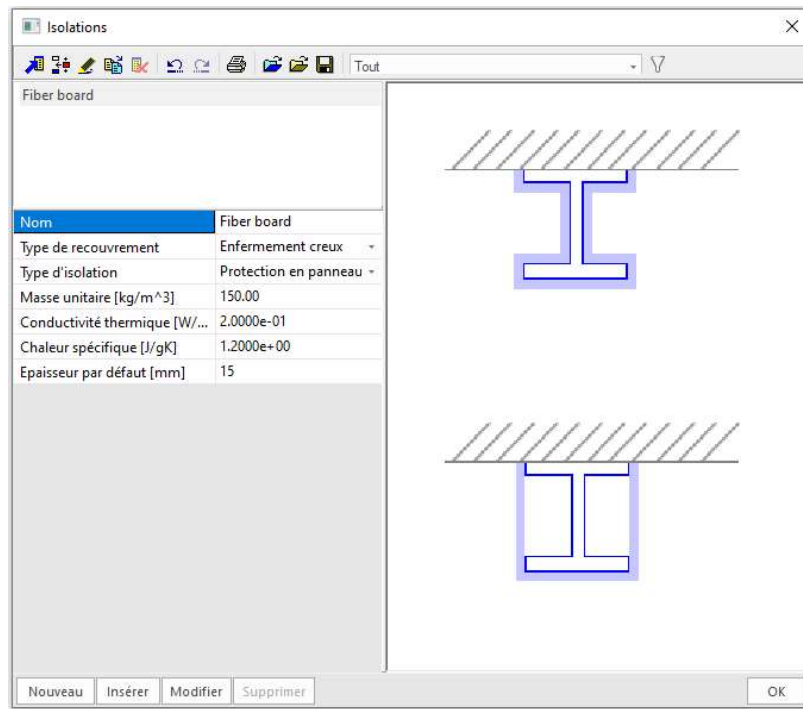 Isolations
Tout
Fiber board
Nom Fiber board
Type de recouvrement Enfermement creux
Type d'isolation Protection en panneau
Masse unitaire [kg/m^3] 150.00
Conductivité thermique [W/... 2.0000e-01
Chaleur spécifique [J/gK] 1.2000e+00
Epaisseur par défaut [mm] 15
Nouveau Insérer Modifier Supprimer OK